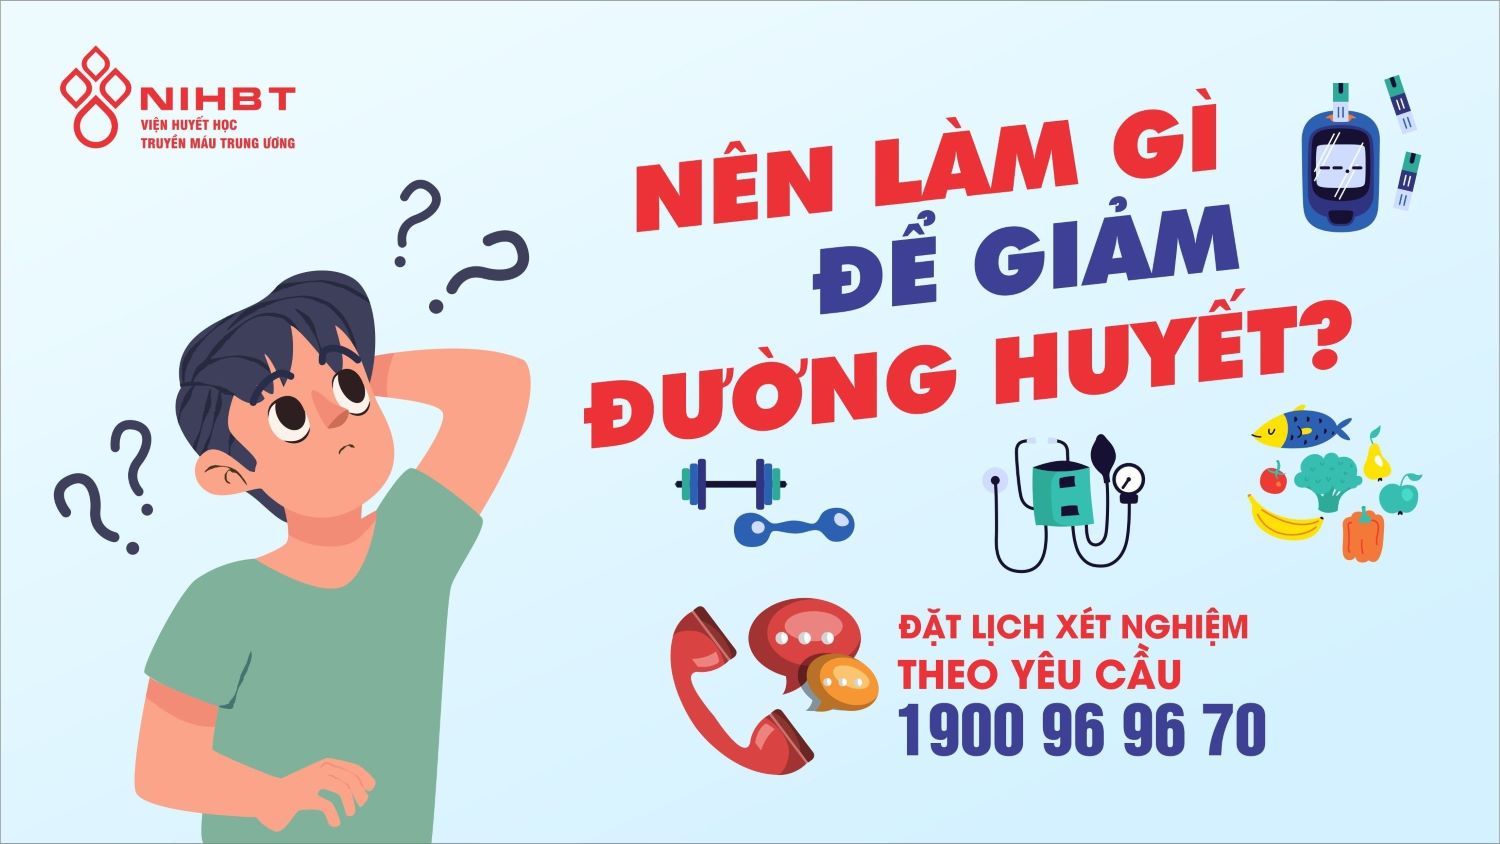 NIHBT
VIỆN HUYẾT HỌC
TRUYỀN MÁU TRUNG ƯƠNG
NÊN LÀM GÌ
ĐỂ GIẢM
ĐƯỜNG HUYẾT?
ĐẶT LỊCH XÉT NGHIỆM
THEO YÊU CẦU
1900 96 96 70